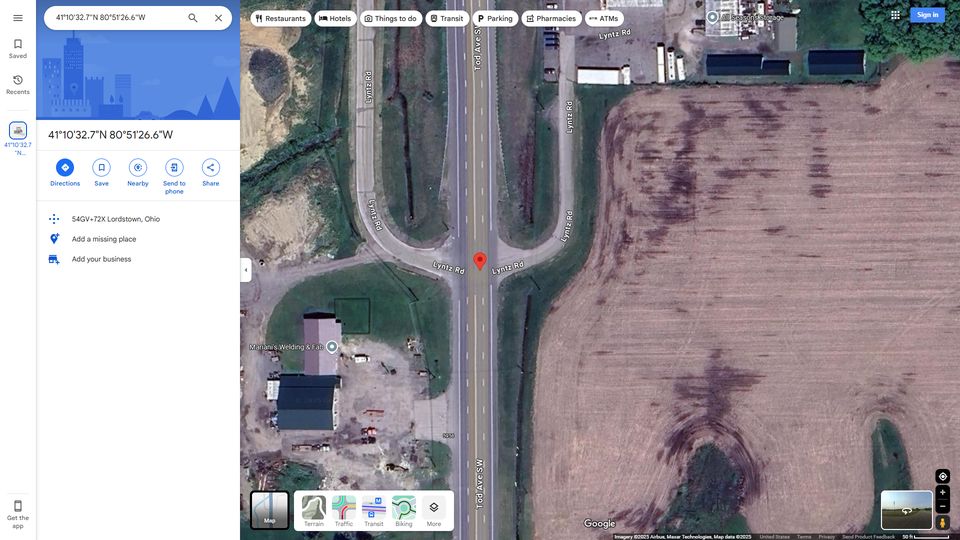 41°10'32.7"N 80°51'26.6"W
Restaurants
Hotels
Things to do
Transit
Parking
Pharmacies
ATMs
All Seasons Storage
Sign in
Saved
Recents
41°10'32.7
"N...
Get the
app
41°10'32.7"N 80°51'26.6"W
Directions
Save
Nearby
Send to
phone
Share
54GV+72X Lordstown, Ohio
Add a missing place
Add your business
Lyntz Rd
Lyntz Rd
Lyntz Rd
Lyntz Rd
Lyntz Rd
Lyntz Rd
Lyntz Rd
Tod Ave S
Tod Ave SW
Mariani's Welding & Fab
Map
Terrain
Traffic
Transit
Biking
More
Google
Imagery ©2025 Airbus, Maxar Technologies, Map data ©2025
United States
Terms
Privacy
Send Product Feedback
50 ft